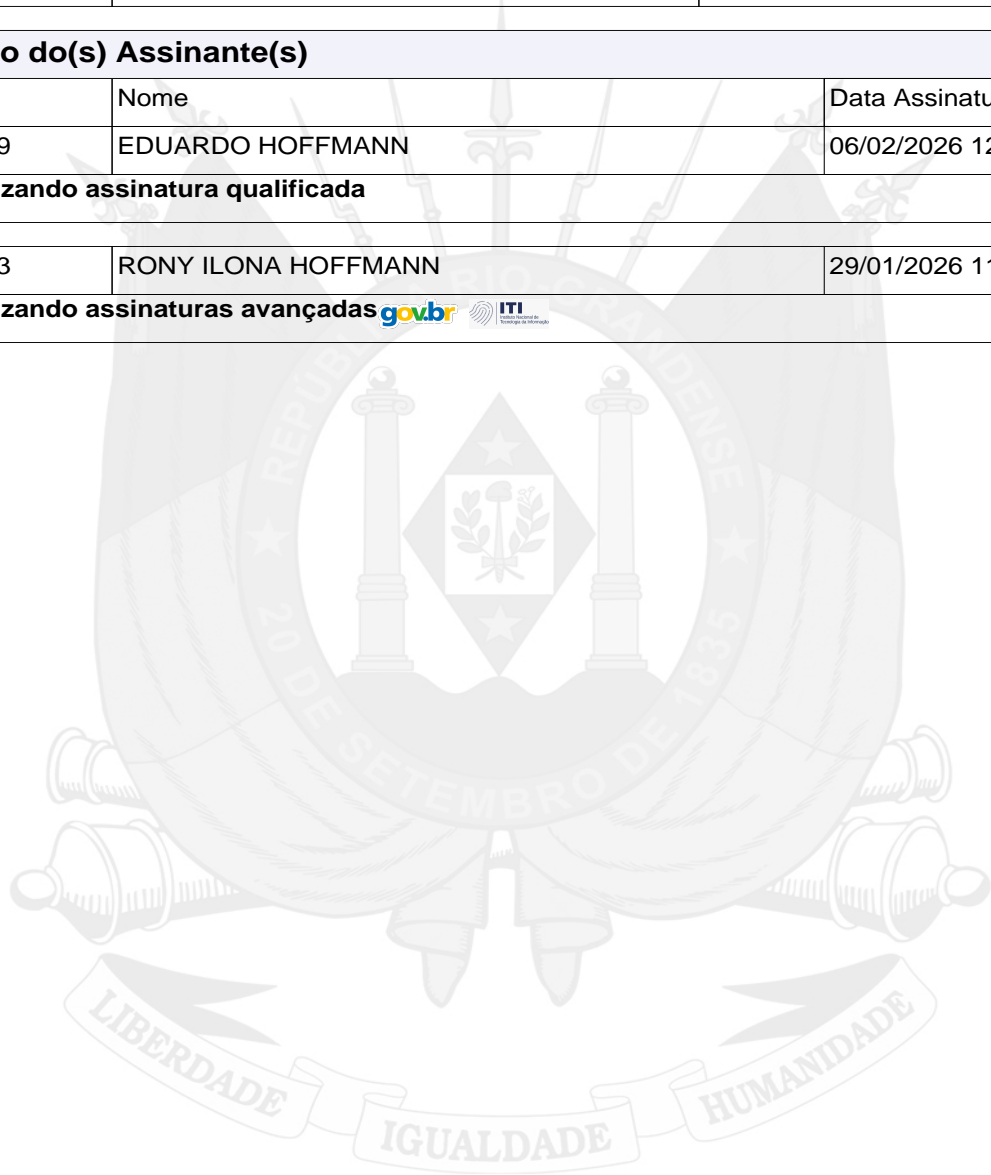 o do(s) Assinante(s)
Nome Data Assinatu
9 EDUARDO HOFFMANN 06/02/2026 12
zando assinatura qualificada
3 RONY ILONA HOFFMANN 29/01/2026 11
zando assinaturas avançadas gov.br ITI
REPÚBLICA RIO-GRANDENSE
20 DE SETEMBRO DE 1835
LIBERDADE IGUALDADE HUMANIDADE